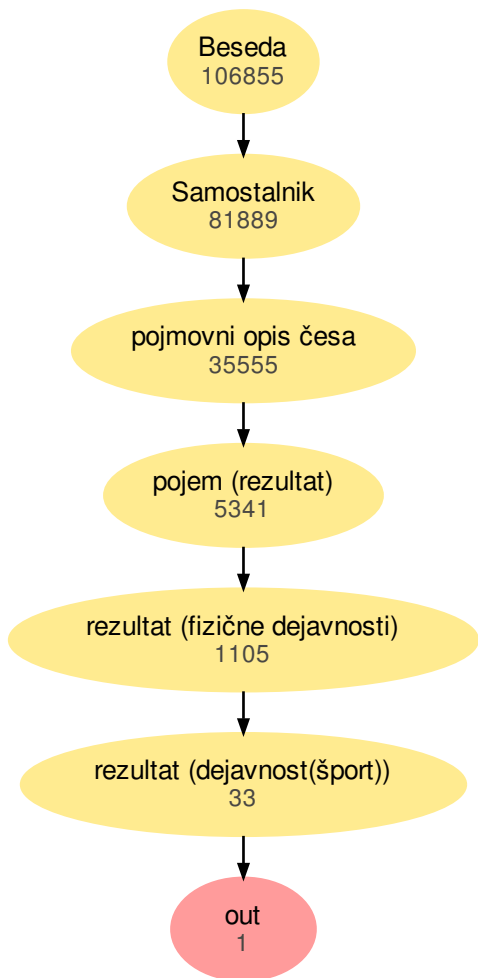 Beseda
106855
Samostalnik
81889
pojmovni opis česa
35555
pojem (rezultat)
5341
rezultat (fizične dejavnosti)
1105
rezultat (dejavnost(šport))
33
out
1